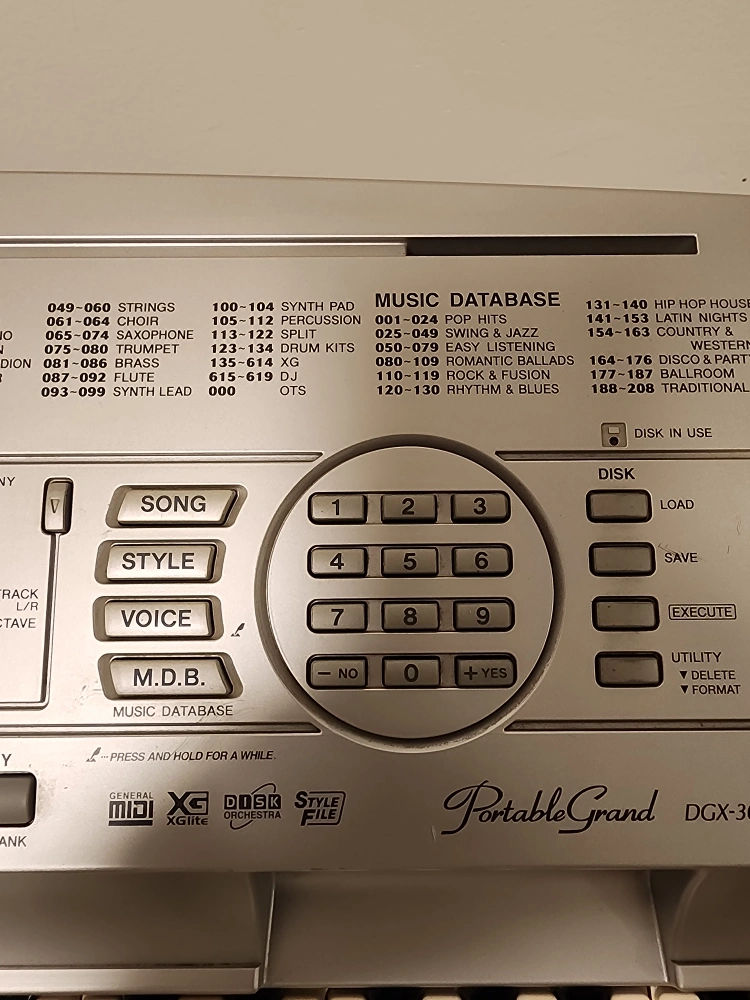 049~060 STRINGS
061~064 CHOIR
065~074 SAXOPHONE
075~080 TRUMPET
081~086 BRASS
087~092 FLUTE
093~099 SYNTH LEAD
100~104 SYNTH PAD
105~112 PERCUSSION
113~122 SPLIT
123~134 DRUM KITS
135~614 XG
615~619 DJ
000 OTS
MUSIC DATABASE
001~024 POP HITS
025~049 SWING & JAZZ
050~079 EASY LISTENING
080~109 ROMANTIC BALLADS
110~119 ROCK & FUSION
120~130 RHYTHM & BLUES
131~140 HIP HOP HOUSE
141~153 LATIN NIGHTS
154~163 COUNTRY &
WESTERN
164~176 DISCO & PARTY
177~187 BALLROOM
188~208 TRADITIONAL
DISK IN USE
NY
TRACK
L/R
CTAVE
SONG
STYLE
VOICE
M.D.B.
MUSIC DATABASE
1 2 3
4 5 6
7 8 9
− NO 0 + YES
DISK
LOAD
SAVE
EXECUTE
UTILITY
▼ DELETE
▼ FORMAT
···PRESS AND HOLD FOR A WHILE.
Y
ANK
GENERAL
MIDI
XG
XGlite
DISK
ORCHESTRA
STYLE
FILE
PortableGrand
DGX-30